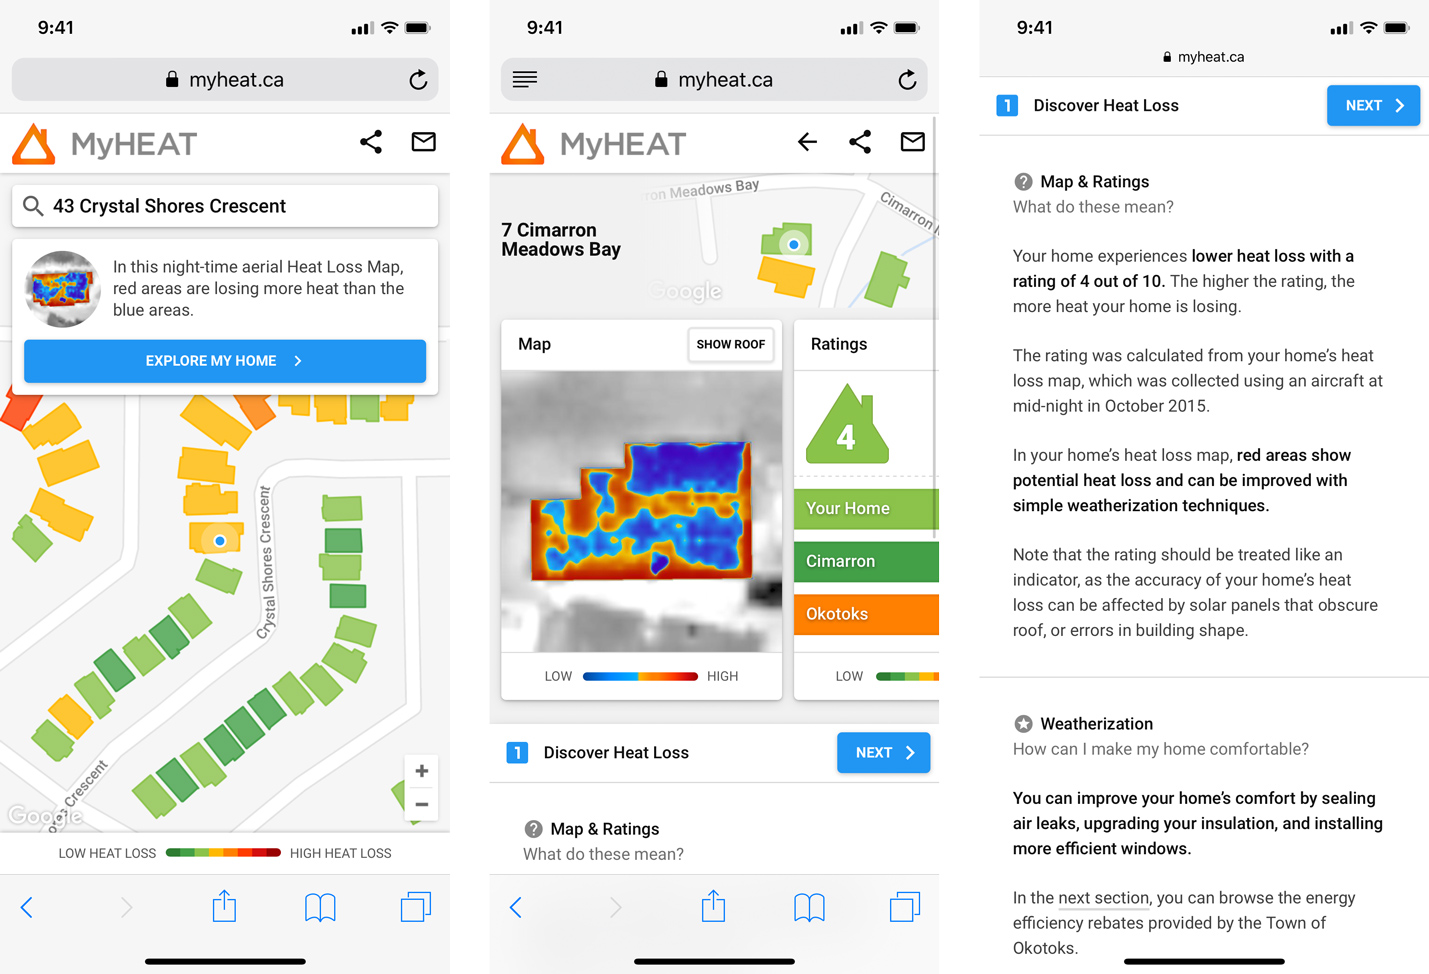 9:41
myheat.ca
MyHEAT
43 Crystal Shores Crescent
In this night-time aerial Heat Loss Map,
red areas are losing more heat than the
blue areas.
EXPLORE MY HOME
Crystal Shores Crescent
Crescent
Google
+
−
LOW HEAT LOSS
HIGH HEAT LOSS
9:41
myheat.ca
MyHEAT
Meadows Bay
Cimarron
7 Cimarron
Meadows Bay
Google
Map
SHOW ROOF
LOW
HIGH
Ratings
4
Your Home
Cimarron
Okotoks
LOW
1 Discover Heat Loss
NEXT
? Map & Ratings
What do these mean?
9:41
myheat.ca
1 Discover Heat Loss
NEXT
? Map & Ratings
What do these mean?
Your home experiences lower heat loss with a
rating of 4 out of 10. The higher the rating, the
more heat your home is losing.
The rating was calculated from your home’s heat
loss map, which was collected using an aircraft at
mid-night in October 2015.
In your home’s heat loss map, red areas show
potential heat loss and can be improved with
simple weatherization techniques.
Note that the rating should be treated like an
indicator, as the accuracy of your home’s heat
loss can be affected by solar panels that obscure
roof, or errors in building shape.
Weatherization
How can I make my home comfortable?
You can improve your home’s comfort by sealing
air leaks, upgrading your insulation, and installing
more efficient windows.
In the next section, you can browse the energy
efficiency rebates provided by the Town of
Okotoks.